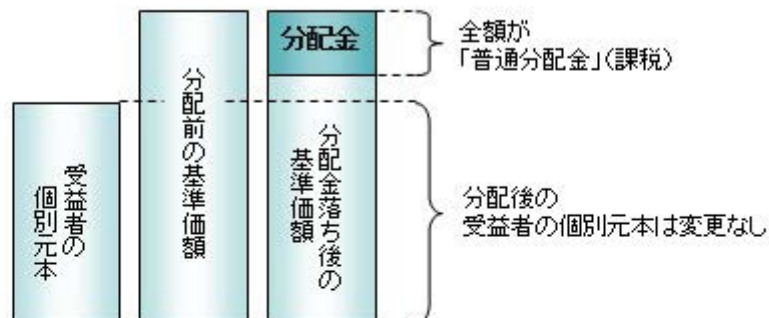 受益者の
個別元本
分配前の基準価額
分配金
分配金落ち後の
基準価額
全額が
「普通分配金」(課税)
分配後の
受益者の個別元本は変更なし